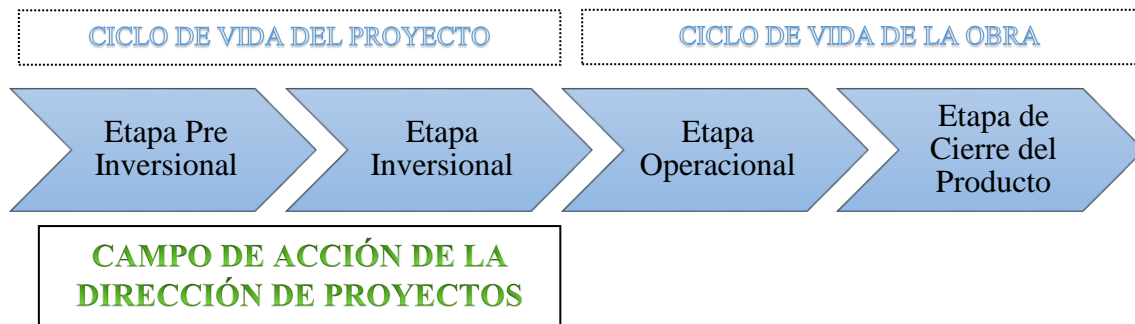 CICLO DE VIDA DEL PROYECTO
CICLO DE VIDA DE LA OBRA
Etapa Pre
Inversional
Etapa
Inversional
Etapa
Operacional
Etapa de
Cierre del
Producto
CAMPO DE ACCIÓN DE LA
DIRECCIÓN DE PROYECTOS